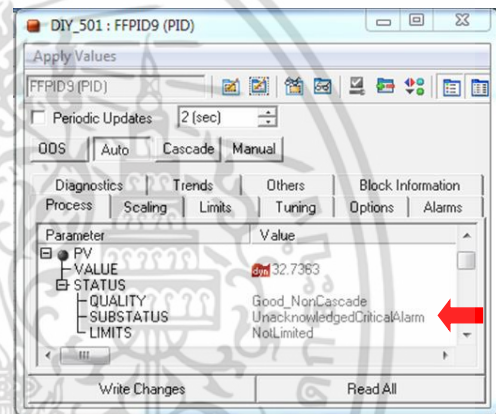 DIY_501 : FFPID9 (PID)
Apply Values
FFPID9 (PID)
Periodic Updates 2 (sec)
OOS Auto Cascade Manual
Diagnostics Trends Others Block Information
Process Scaling Limits Tuning Options Alarms
Parameter Value
PV
VALUE dyn 32.7363
STATUS
QUALITY Good_NonCascade
SUBSTATUS UnacknowledgedCriticalAlarm
LIMITS NotLimited
Write Changes Read All